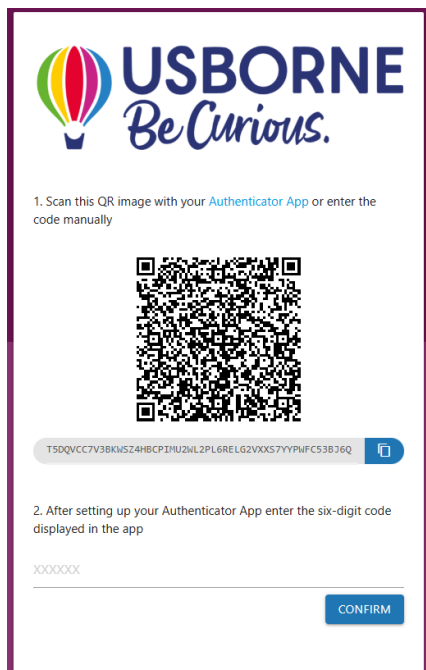 USBORNE
Be Curious.
1. Scan this QR image with your Authenticator App or enter the
code manually
T5DQVCC7V3BKWSZ4HBCPIMU2WL2PL6RELG2VXXS7YYPWFC53BJ6Q
2. After setting up your Authenticator App enter the six-digit code
displayed in the app
XXXXXX
CONFIRM